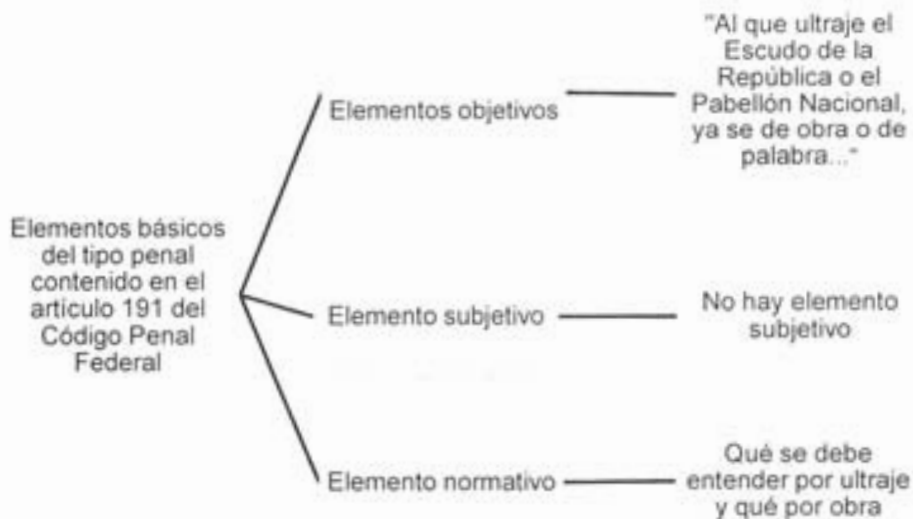 Elementos básicos
del tipo penal
contenido en el
artículo 191 del
Código Penal
Federal
Elementos objetivos
"Al que ultraje el
Escudo de la
República o el
Pabellón Nacional,
ya se de obra o de
palabra..."
Elemento subjetivo
No hay elemento
subjetivo
Elemento normativo
Qué se debe
entender por ultraje
y qué por obra